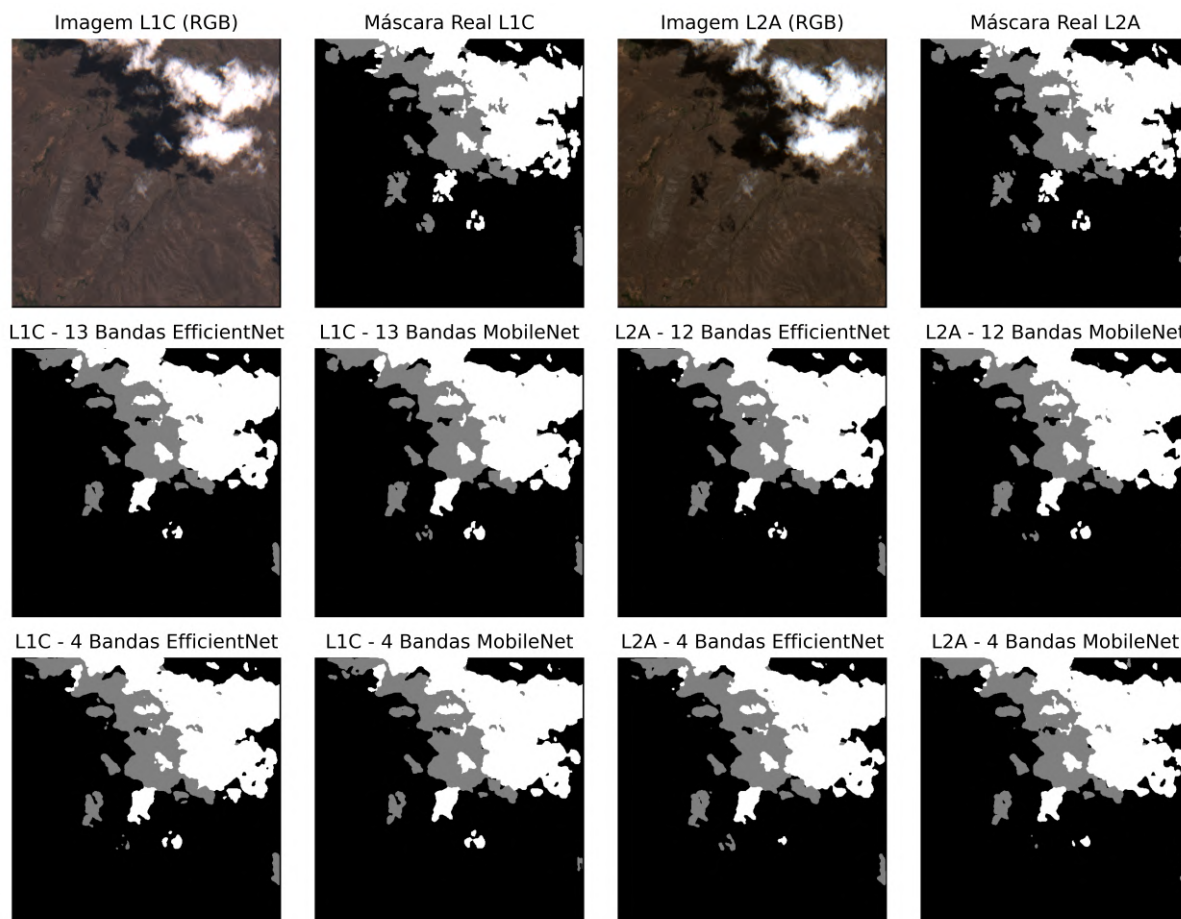 Imagem L1C (RGB)
Máscara Real L1C
Imagem L2A (RGB)
Máscara Real L2A
L1C - 13 Bandas EfficientNet
L1C - 13 Bandas MobileNet
L2A - 12 Bandas EfficientNet
L2A - 12 Bandas MobileNet
L1C - 4 Bandas EfficientNet
L1C - 4 Bandas MobileNet
L2A - 4 Bandas EfficientNet
L2A - 4 Bandas MobileNet